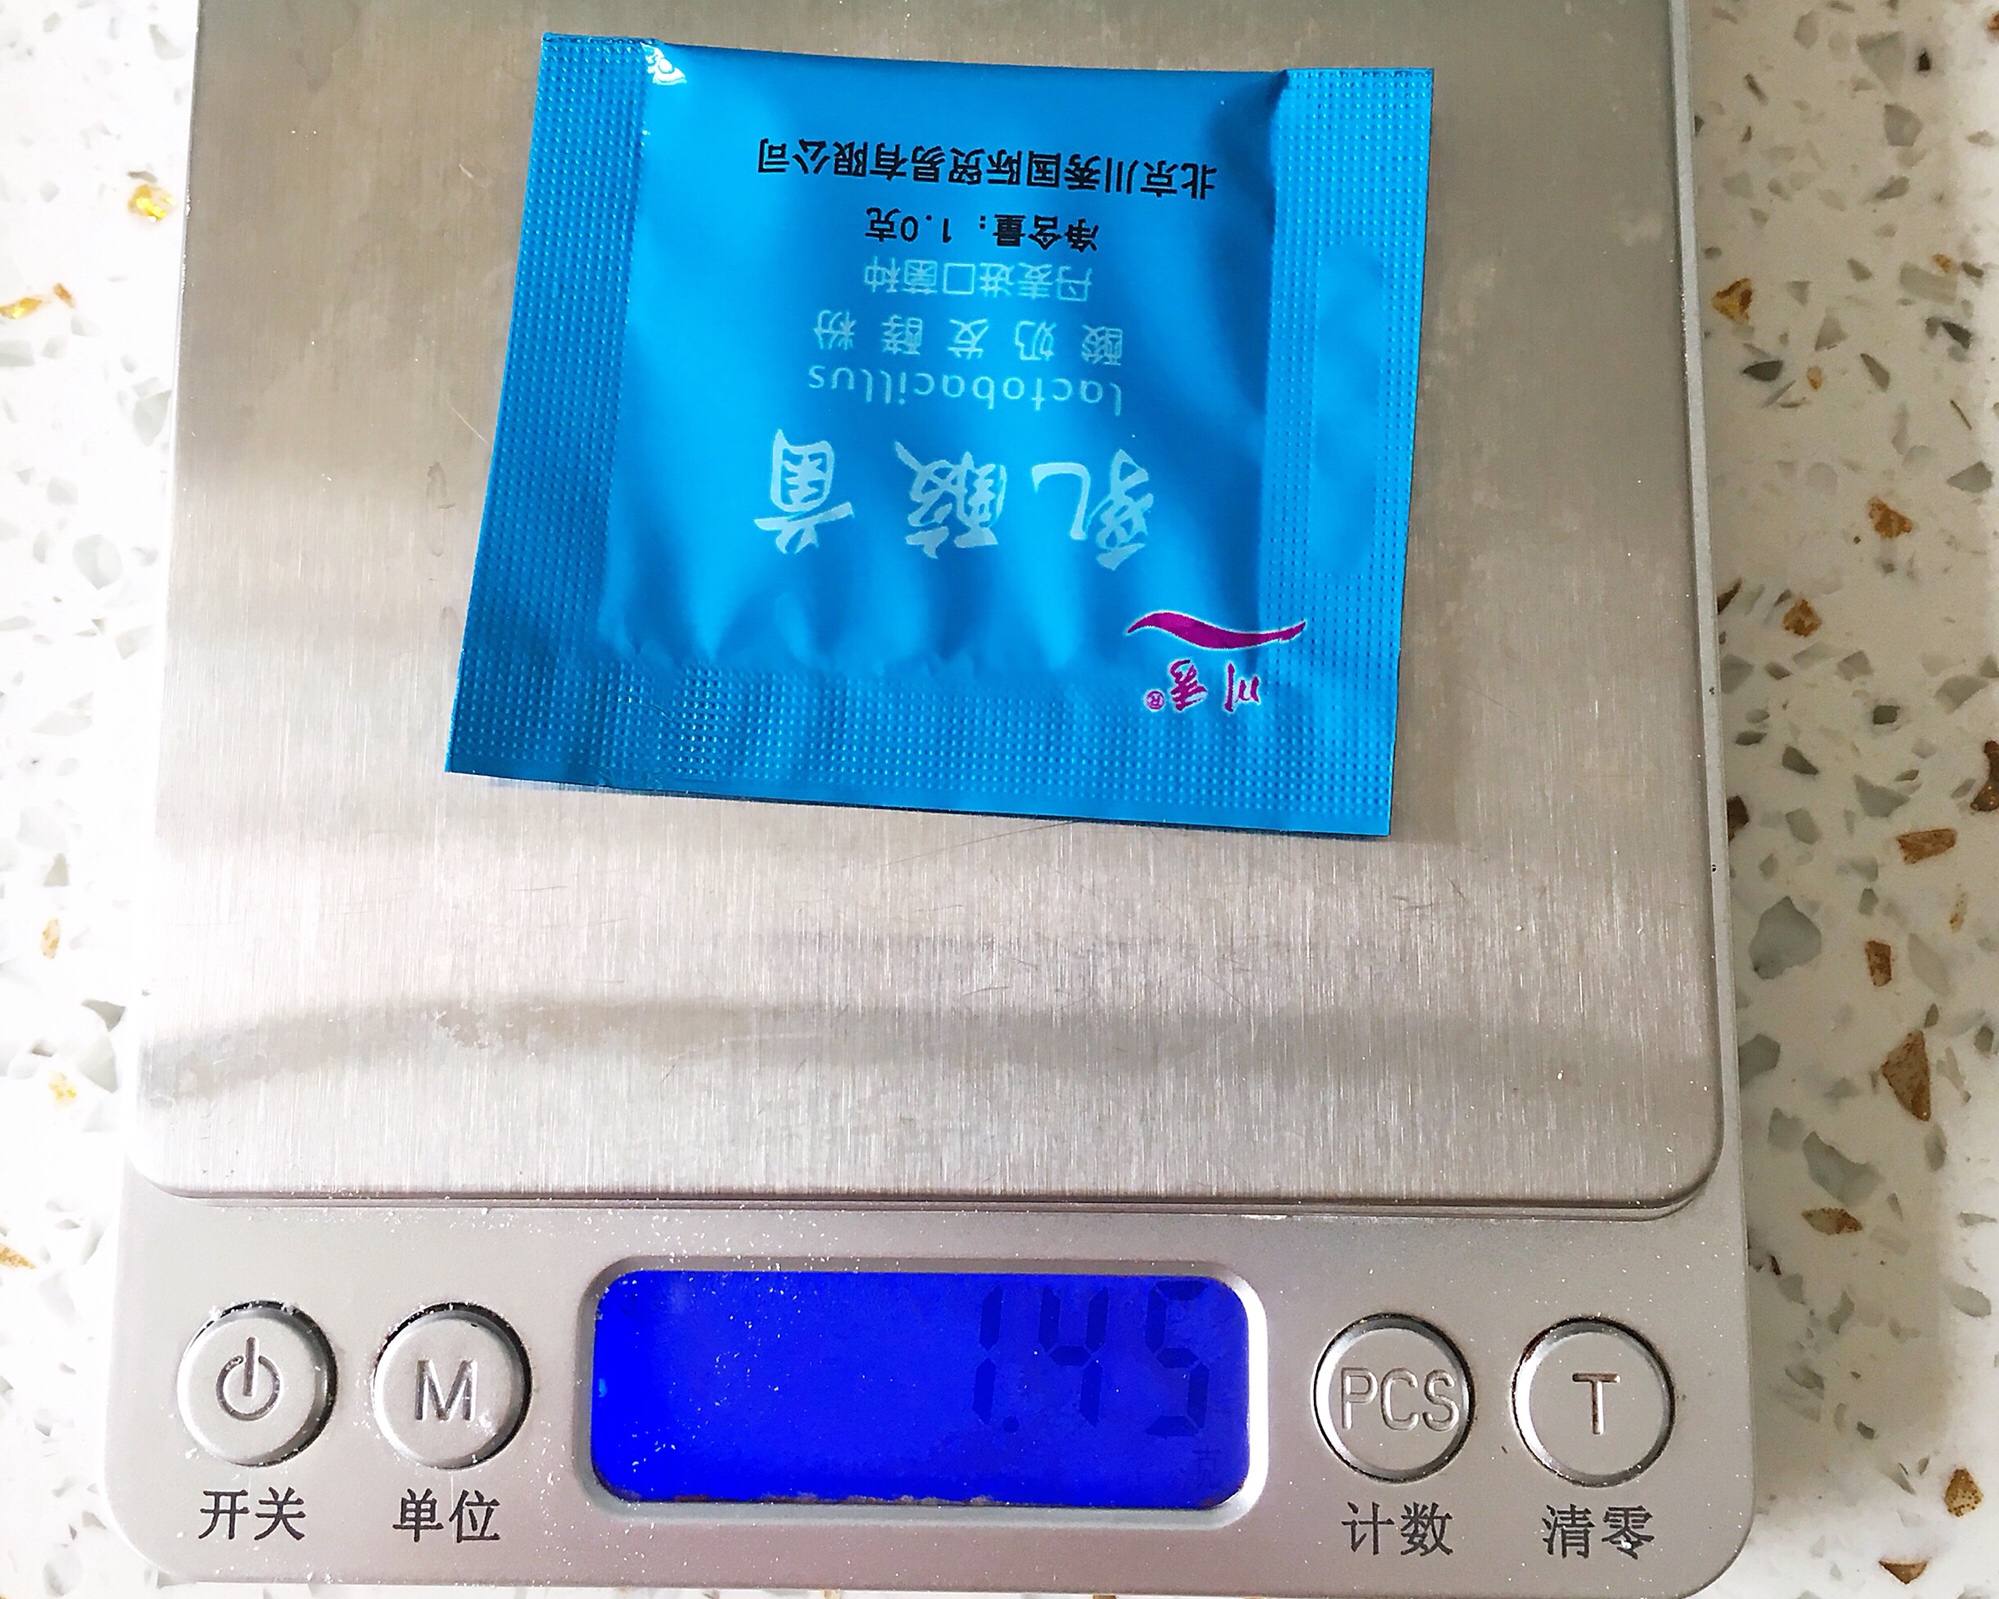 川秀®
乳酸菌
Lactobacillus
酸奶发酵粉
丹麦进口菌种
净含量：1.0克
北京川秀国际贸易有限公司
1.45
克
M
PCS
T
开关
单位
计数
清零